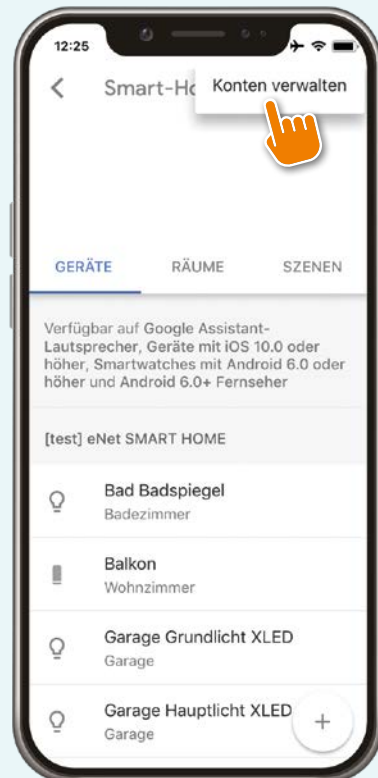 12:25
Smart-Ho
Konten verwalten
GERÄTE RÄUME SZENEN
Verfügbar auf Google Assistant-
Lautsprecher, Geräte mit iOS 10.0 oder
höher, Smartwatches mit Android 6.0 oder
höher und Android 6.0+ Fernseher
[test] eNet SMART HOME
Bad Badspiegel
Badezimmer
Balkon
Wohnzimmer
Garage Grundlicht XLED
Garage
Garage Hauptlicht XLED
Garage
+